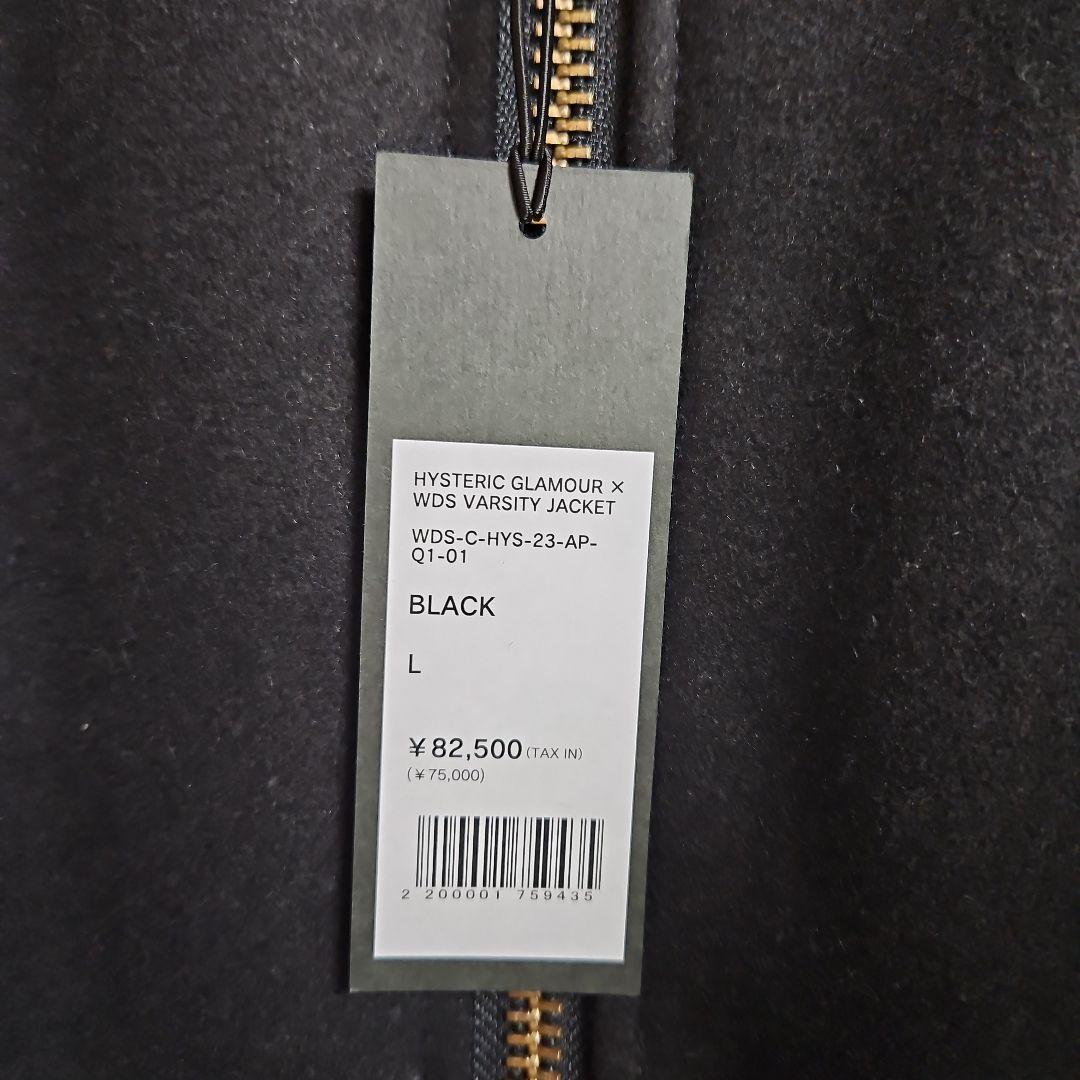 HYSTERIC GLAMOUR ×
WDS VARSITY JACKET
WDS-C-HYS-23-AP-
Q1-01
BLACK
L
¥82,500 (TAX IN)
(¥75,000)
2 200001 759435